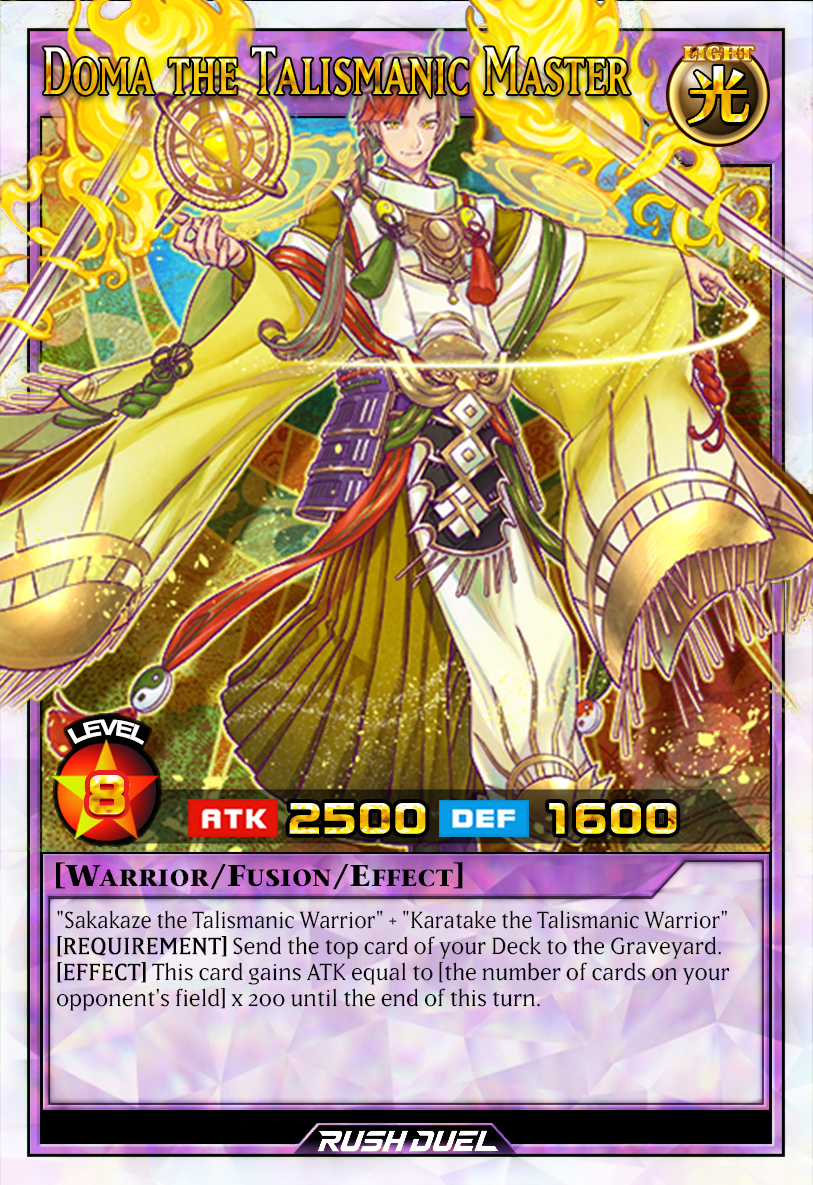 DOMA THE TALISMANIC MASTER
LIGHT
光
LEVEL
8
ATK 2500 DEF 1600
[WARRIOR/FUSION/EFFECT]
"Sakakaze the Talismanic Warrior" + "Karatake the Talismanic Warrior"
[REQUIREMENT] Send the top card of your Deck to the Graveyard.
[EFFECT] This card gains ATK equal to [the number of cards on your
opponent's field] x 200 until the end of this turn.
RUSH DUEL